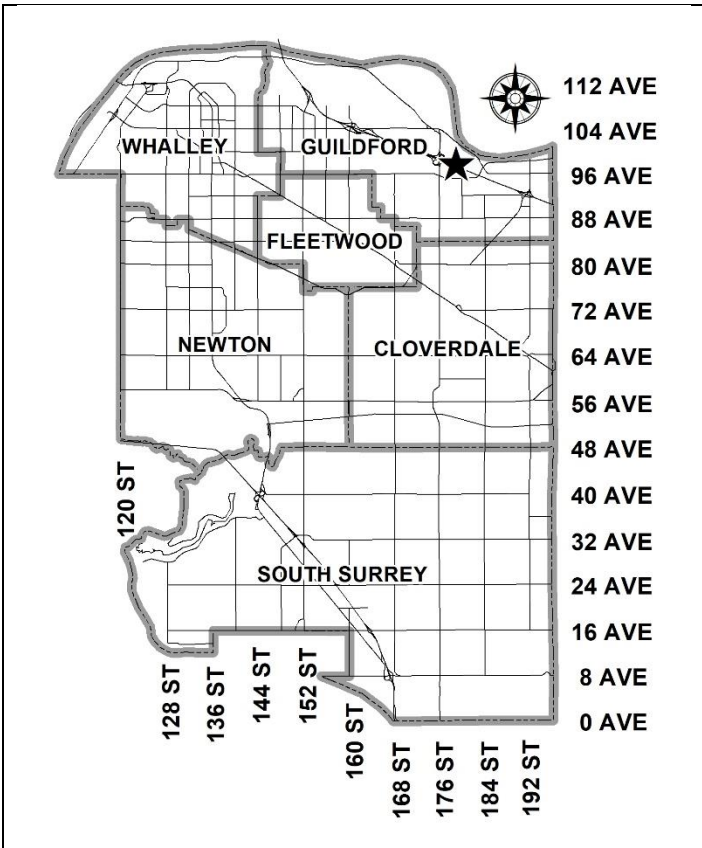 112 AVE
104 AVE
WHALLEY
GUILDFORD
96 AVE
88 AVE
FLEETWOOD
80 AVE
72 AVE
NEWTON
CLOVERDALE
64 AVE
56 AVE
48 AVE
120 ST
40 AVE
32 AVE
SOUTH SURREY
24 AVE
16 AVE
128 ST
136 ST
144 ST
152 ST
160 ST
8 AVE
0 AVE
168 ST
176 ST
184 ST
192 ST